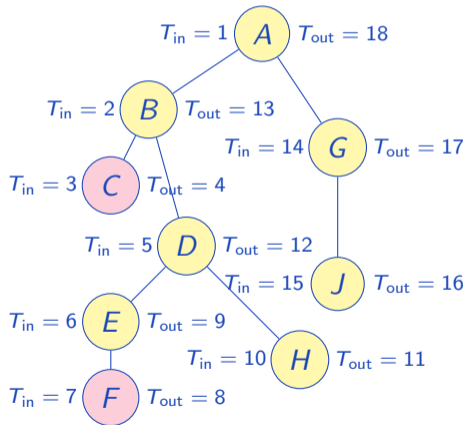 T_in = 1 A T_out = 18
T_in = 2 B T_out = 13
T_in = 14 G T_out = 17
T_in = 3 C T_out = 4
T_in = 5 D T_out = 12
T_in = 15 J T_out = 16
T_in = 6 E T_out = 9
T_in = 10 H T_out = 11
T_in = 7 F T_out = 8